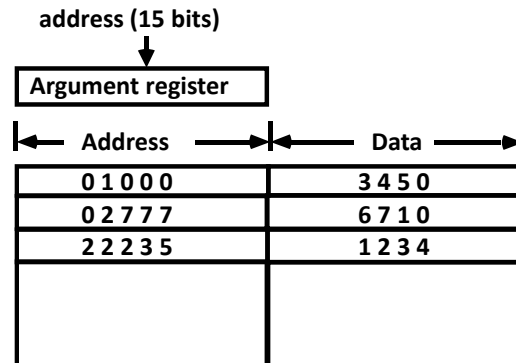 address (15 bits)
Argument register
Address Data
0 1 0 0 0 3 4 5 0
0 2 7 7 7 6 7 1 0
2 2 2 3 5 1 2 3 4